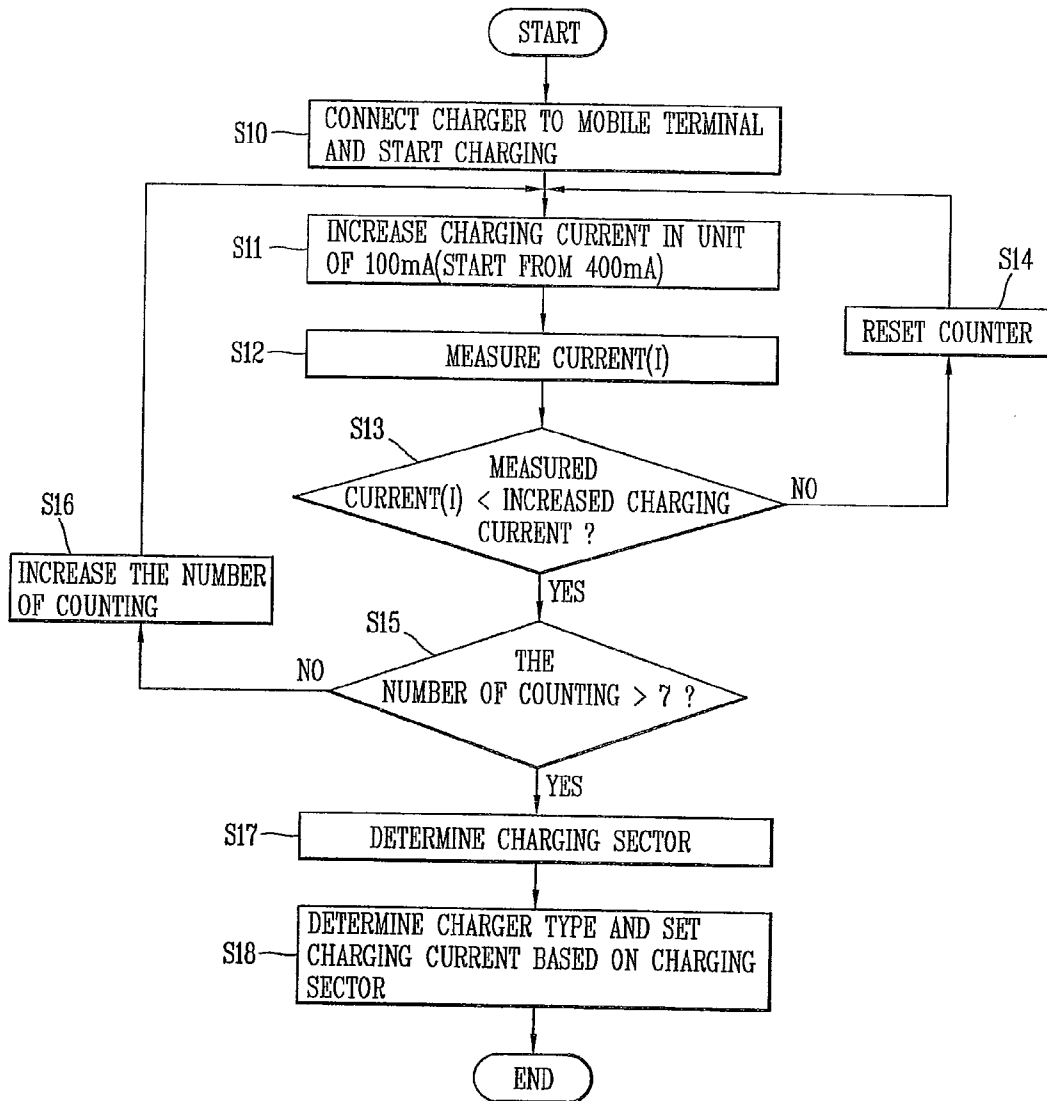 START
S10
CONNECT CHARGER TO MOBILE TERMINAL
AND START CHARGING
S11
INCREASE CHARGING CURRENT IN UNIT
OF 100mA(START FROM 400mA)
S14
RESET COUNTER
S12
MEASURE CURRENT(I)
S13
MEASURED
CURRENT(I) < INCREASED CHARGING
CURRENT ?
NO
YES
S16
INCREASE THE NUMBER
OF COUNTING
S15
THE
NUMBER OF COUNTING > 7 ?
NO
YES
S17
DETERMINE CHARGING SECTOR
S18
DETERMINE CHARGER TYPE AND SET
CHARGING CURRENT BASED ON CHARGING
SECTOR
END